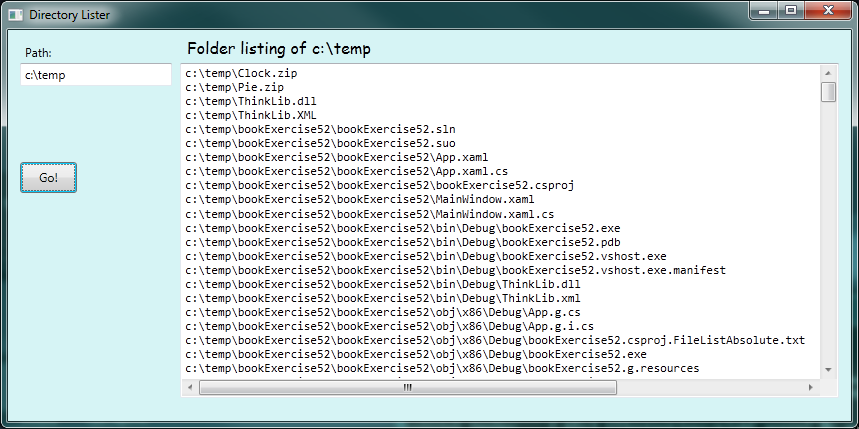 Directory Lister
Path:
c:\temp
Go!
Folder listing of c:\temp
c:\temp\Clock.zip
c:\temp\Pie.zip
c:\temp\ThinkLib.dll
c:\temp\ThinkLib.XML
c:\temp\bookExercise52\bookExercise52.sln
c:\temp\bookExercise52\bookExercise52.suo
c:\temp\bookExercise52\bookExercise52\App.xaml
c:\temp\bookExercise52\bookExercise52\App.xaml.cs
c:\temp\bookExercise52\bookExercise52\bookExercise52.csproj
c:\temp\bookExercise52\bookExercise52\MainWindow.xaml
c:\temp\bookExercise52\bookExercise52\MainWindow.xaml.cs
c:\temp\bookExercise52\bookExercise52\bin\Debug\bookExercise52.exe
c:\temp\bookExercise52\bookExercise52\bin\Debug\bookExercise52.pdb
c:\temp\bookExercise52\bookExercise52\bin\Debug\bookExercise52.vshost.exe
c:\temp\bookExercise52\bookExercise52\bin\Debug\bookExercise52.vshost.exe.manifest
c:\temp\bookExercise52\bookExercise52\bin\Debug\ThinkLib.dll
c:\temp\bookExercise52\bookExercise52\bin\Debug\ThinkLib.xml
c:\temp\bookExercise52\bookExercise52\obj\x86\Debug\App.g.cs
c:\temp\bookExercise52\bookExercise52\obj\x86\Debug\App.g.i.cs
c:\temp\bookExercise52\bookExercise52\obj\x86\Debug\bookExercise52.csproj.FileListAbsolute.txt
c:\temp\bookExercise52\bookExercise52\obj\x86\Debug\bookExercise52.exe
c:\temp\bookExercise52\bookExercise52\obj\x86\Debug\bookExercise52.g.resources